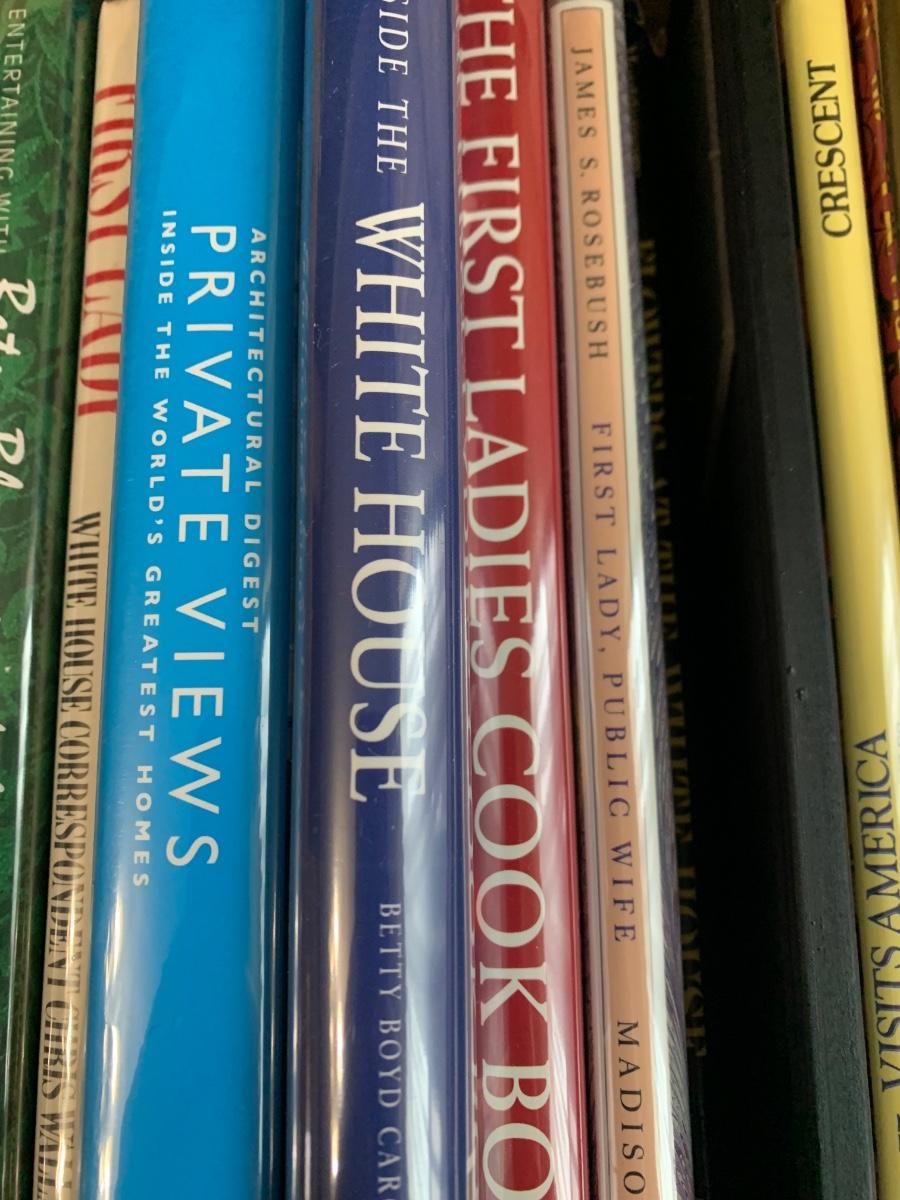 ENTERTAINING WITH
FIRST LADY
WHITE HOUSE CORRESPONDENT CHRIS WALL
ARCHITECTURAL DIGEST
PRIVATE VIEWS
INSIDE THE WORLD'S GREATEST HOMES
SIDE THE WHITE HOUSE BETTY BOYD CAR
THE FIRST LADIES COOK BO
JAMES S. ROSEBUSH FIRST LADY, PUBLIC WIFE MADISO
CRESCENT
VISITS AMERICA